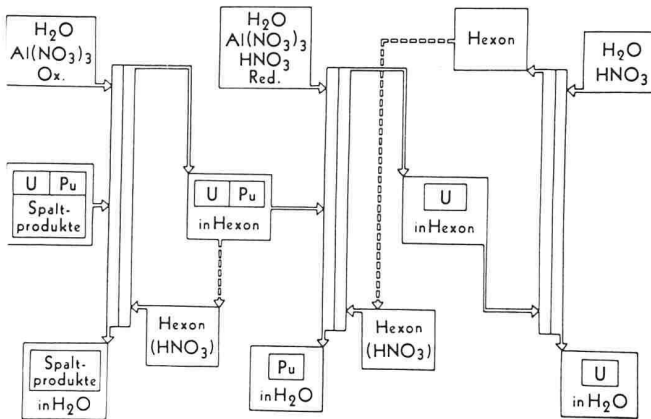 H₂O
Al(NO₃)₃
Ox.
H₂O
Al(NO₃)₃
HNO₃
Red.
Hexon
H₂O
HNO₃
U Pu
Spalt-
produkte
U Pu
in Hexon
U
in Hexon
Hexon
(HNO₃)
Hexon
(HNO₃)
Spalt-
produkte
in H₂O
Pu
in H₂O
U
in H₂O